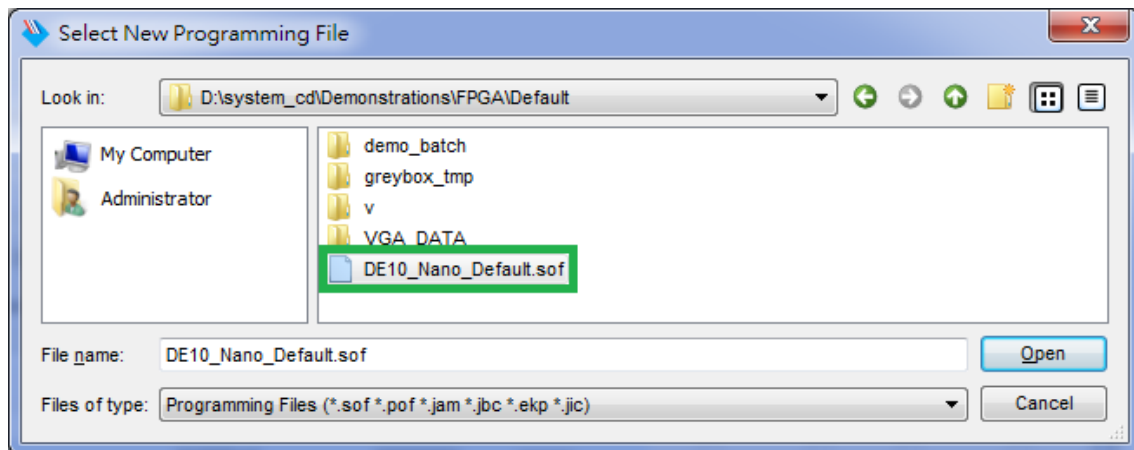 Select New Programming File
Look in: D:\system_cd\Demonstrations\FPGA\Default
My Computer
Administrator
demo_batch
greybox_tmp
v
VGA_DATA
DE10_Nano_Default.sof
File name: DE10_Nano_Default.sof Open
Files of type: Programming Files (*.sof *.pof *.jam *.jbc *.ekp *.jic) Cancel